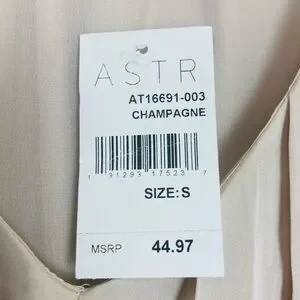 ASTR
AT16691-003
CHAMPAGNE
1 91293 17523 7
SIZE: S
MSRP 44.97